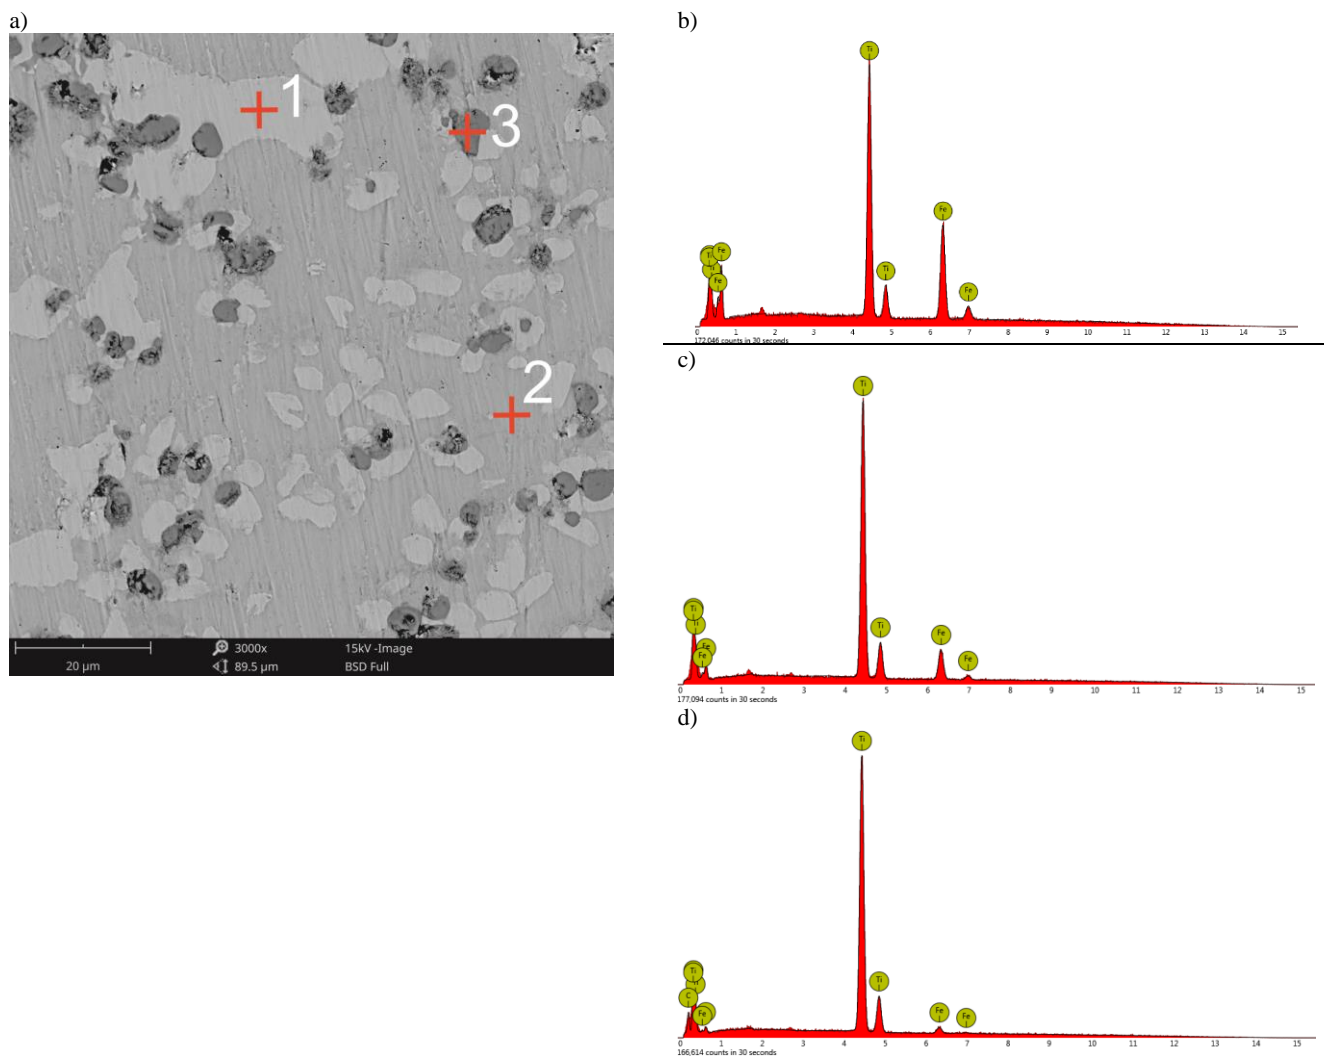 a)
1
3
2
20 µm
3000x
89.5 µm
15kV -Image
BSD Full
b)
Ti
Fe
Ti
Fe
Fe
Ti
Ti
Fe
0 1 2 3 4 5 6 7 8 9 10 11 12 13 14 15
172,046 counts in 30 seconds
c)
Ti
Ti
Ti
Fe
Fe
Ti
Fe
Fe
0 1 2 3 4 5 6 7 8 9 10 11 12 13 14 15
177,094 counts in 30 seconds
d)
Ti
Ti
Ti
C
Fe
Ti
Fe
Fe
0 1 2 3 4 5 6 7 8 9 10 11 12 13 14 15
166,614 counts in 30 seconds